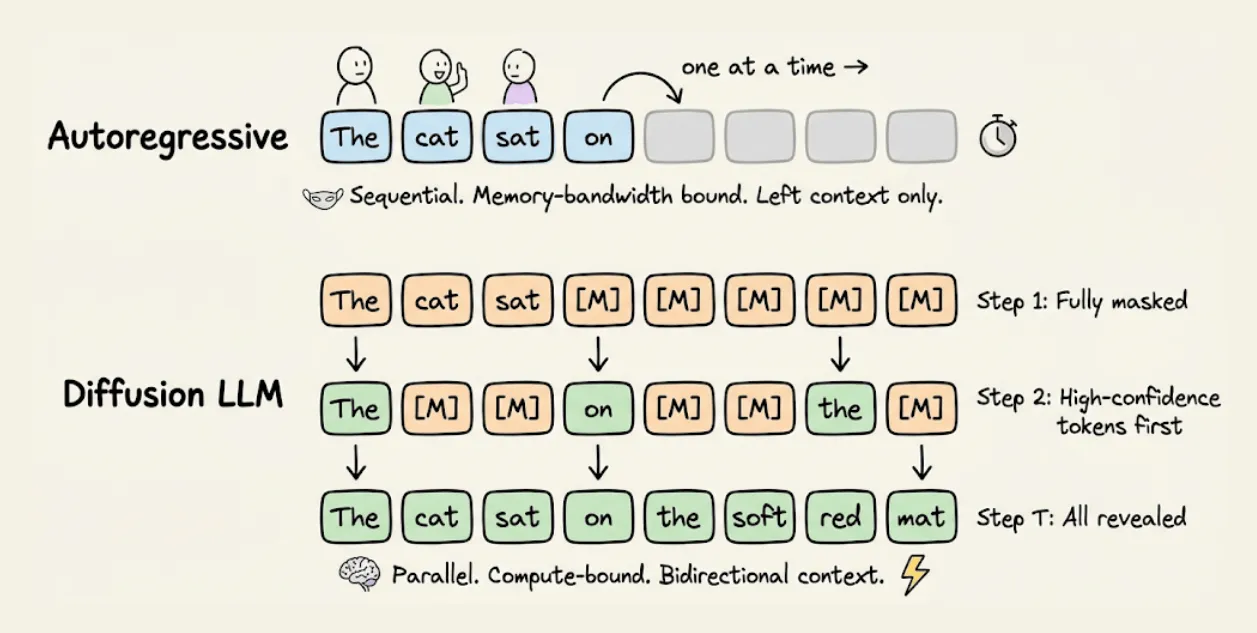 one at a time →
Autoregressive
The cat sat on
Sequential. Memory-bandwidth bound. Left context only.
The cat sat [M] [M] [M] [M] [M]
Step 1: Fully masked
Diffusion LLM
The [M] [M] on [M] [M] the [M]
Step 2: High-confidence
tokens first
The cat sat on the soft red mat
Step T: All revealed
Parallel. Compute-bound. Bidirectional context.